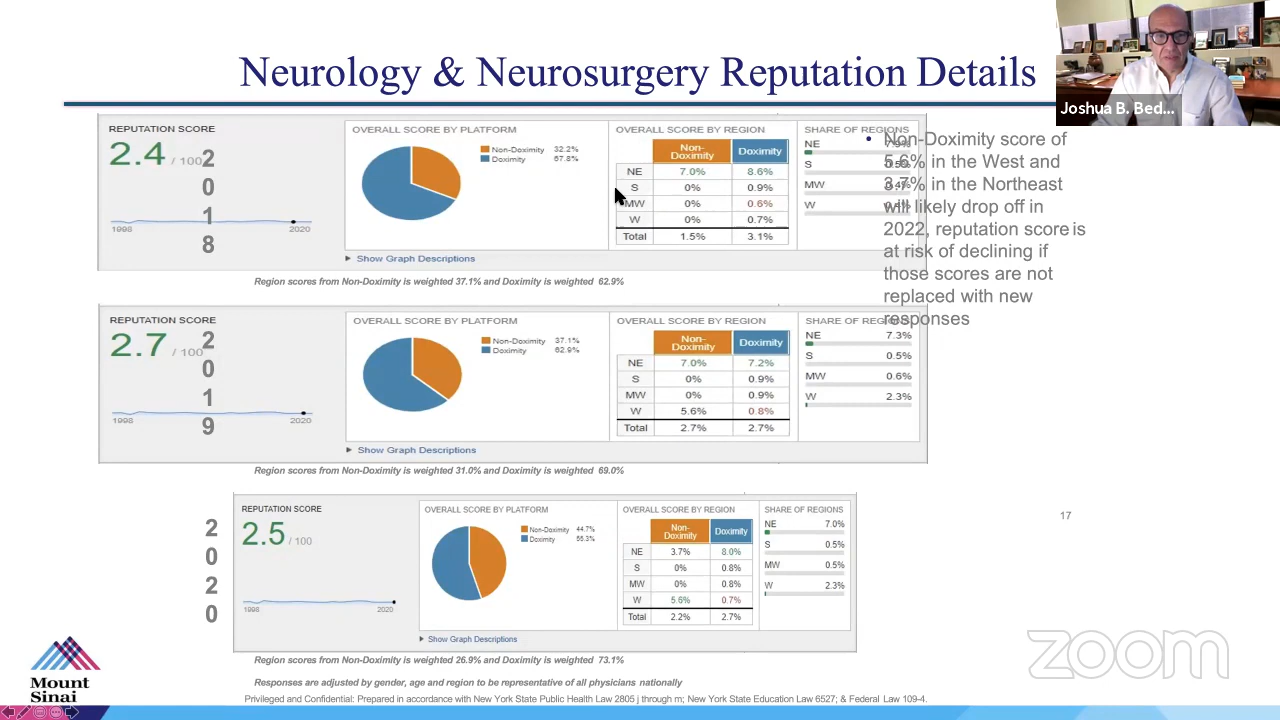 Neurology & Neurosurgery Reputation Details
Joshua B. Bed...
REPUTATION SCORE
2.4 / 100
2
0
1
8
1998 2020
OVERALL SCORE BY PLATFORM
Non-Doximity 32.2%
Doximity 67.8%
OVERALL SCORE BY REGION
Non-Doximity Doximity
NE 7.0% 8.6%
S 0% 0.9%
MW 0% 0.6%
W 0% 0.7%
Total 1.5% 3.1%
SHARE OF REGIONS
NE
S
MW
W
Show Graph Descriptions
Region scores from Non-Doximity is weighted 37.1% and Doximity is weighted 62.9%
• Non-Doximity score of
5.6% in the West and
3.7% in the Northeast
will likely drop off in
2022, reputation score is
at risk of declining if
those scores are not
replaced with new
responses
REPUTATION SCORE
2.7 / 100
2
0
1
9
1998 2020
OVERALL SCORE BY PLATFORM
Non-Doximity 37.1%
Doximity 62.9%
OVERALL SCORE BY REGION
Non-Doximity Doximity
NE 7.0% 7.2%
S 0% 0.9%
MW 0% 0.9%
W 5.6% 0.8%
Total 2.7% 2.7%
SHARE OF REGIONS
NE 7.3%
S 0.5%
MW 0.6%
W 2.3%
Show Graph Descriptions
Region scores from Non-Doximity is weighted 31.0% and Doximity is weighted 69.0%
2
0
2
0
REPUTATION SCORE
2.5 / 100
1998 2020
OVERALL SCORE BY PLATFORM
Non-Doximity 44.7%
Doximity 55.3%
OVERALL SCORE BY REGION
Non-Doximity Doximity
NE 3.7% 8.0%
S 0% 0.8%
MW 0% 0.8%
W 5.6% 0.7%
Total 2.2% 2.7%
SHARE OF REGIONS
NE 7.0%
S 0.5%
MW 0.5%
W 2.3%
Show Graph Descriptions
Region scores from Non-Doximity is weighted 26.9% and Doximity is weighted 73.1%
Responses are adjusted by gender, age and region to be representative of all physicians nationally
Privileged and Confidential: Prepared in accordance with New York State Public Health Law 2805 j through m; New York State Education Law 6527; & Federal Law 109-4.
17
Mount
Sinai
zoom